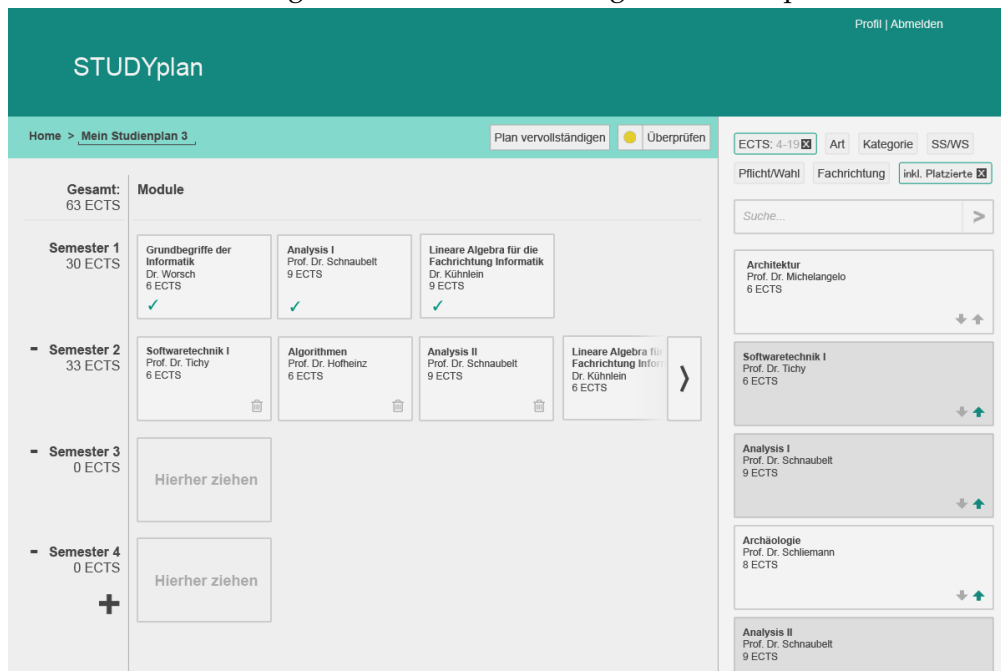 Profil | Abmelden
STUDYplan
Home > Mein Studienplan 3
Plan vervollständigen
Überprüfen
Gesamt:
63 ECTS
Module
Semester 1
30 ECTS
Grundbegriffe der
Informatik
Dr. Worsch
6 ECTS
✓
Analysis I
Prof. Dr. Schnaubelt
9 ECTS
✓
Lineare Algebra für die
Fachrichtung Informatik
Dr. Kühnlein
9 ECTS
✓
- Semester 2
33 ECTS
Softwaretechnik I
Prof. Dr. Tichy
6 ECTS
Algorithmen
Prof. Dr. Hofheinz
6 ECTS
Analysis II
Prof. Dr. Schnaubelt
9 ECTS
Lineare Algebra für
Fachrichtung
Dr. Kühnlein
6 ECTS
- Semester 3
0 ECTS
Hierher ziehen
- Semester 4
0 ECTS
Hierher ziehen
+
ECTS: 4-19 x
Art
Kategorie
SS/WS
Pflicht/Wahl
Fachrichtung
inkl. Platzierte x
Suche...
>
Architektur
Prof. Dr. Michelangelo
6 ECTS
Softwaretechnik I
Prof. Dr. Tichy
6 ECTS
Analysis I
Prof. Dr. Schnaubelt
9 ECTS
Archäologie
Prof. Dr. Schliemann
8 ECTS
Analysis II
Prof. Dr. Schnaubelt
9 ECTS